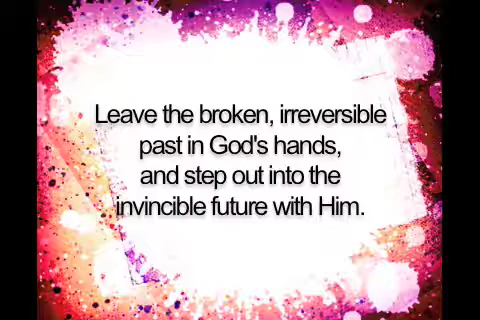 Leave the broken, irreversible
past in God's hands,
and step out into the
invincible future with Him.